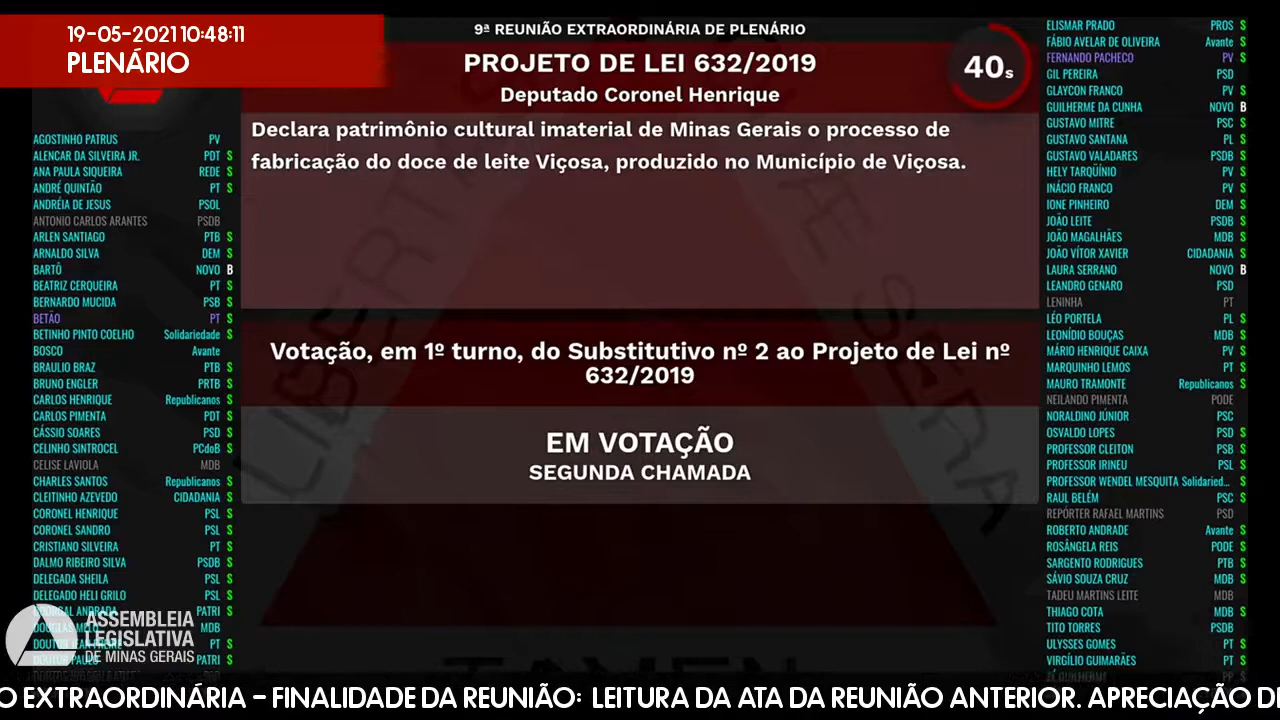 19-05-2021 10:48:11
PLENÁRIO
9ª REUNIÃO EXTRAORDINÁRIA DE PLENÁRIO
PROJETO DE LEI 632/2019
Deputado Coronel Henrique
40s
Declara patrimônio cultural imaterial de Minas Gerais o processo de
fabricação do doce de leite Viçosa, produzido no Município de Viçosa.
Votação, em 1º turno, do Substitutivo nº 2 ao Projeto de Lei nº
632/2019
EM VOTAÇÃO
SEGUNDA CHAMADA
AGOSTINHO PATRUS PV
ALENCAR DA SILVEIRA JR. PDT S
ANA PAULA SIQUEIRA REDE S
ANDRÉ QUINTÃO PT S
ANDRÉIA DE JESUS PSOL
ANTONIO CARLOS ARANTES PSDB
ARLEN SANTIAGO PTB S
ARNALDO SILVA DEM S
BARTÔ NOVO B
BEATRIZ CERQUEIRA PT S
BERNARDO MUCIDA PSB S
BETÃO PT S
BETINHO PINTO COELHO Solidariedade S
BOSCO Avante
BRAULIO BRAZ PTB S
BRUNO ENGLER PRTB S
CARLOS HENRIQUE Republicanos S
CARLOS PIMENTA PDT S
CÁSSIO SOARES PSD S
CELINHO SINTROCEL PCdoB S
CELISE LAVIOLA MDB
CHARLES SANTOS Republicanos S
CLEITINHO AZEVEDO CIDADANIA S
CORONEL HENRIQUE PSL S
CORONEL SANDRO PSL S
CRISTIANO SILVEIRA PT S
DALMO RIBEIRO SILVA PSDB S
DELEGADA SHEILA PSL S
DELEGADO HELI GRILO PSL S
ANDRADA PATRI S
DOUGLAS MELO MDB
DOUTOR JEAN FREIRE PT S
DOUTOR PAULO PATRI S
ELISMAR PRADO PROS S
FÁBIO AVELAR DE OLIVEIRA Avante S
FERNANDO PACHECO PV S
GIL PEREIRA PSD
GLAYCON FRANCO PV S
GUILHERME DA CUNHA NOVO B
GUSTAVO MITRE PSC S
GUSTAVO SANTANA PL S
GUSTAVO VALADARES PSDB S
HELY TARQÜÍNIO PV S
INÁCIO FRANCO PV S
IONE PINHEIRO DEM S
JOÃO LEITE PSDB S
JOÃO MAGALHÃES MDB S
JOÃO VÍTOR XAVIER CIDADANIA S
LAURA SERRANO NOVO B
LEANDRO GENARO PSD
LENINHA PT
LÉO PORTELA PL S
LEONÍDIO BOUÇAS MDB S
MÁRIO HENRIQUE CAIXA PV S
MARQUINHO LEMOS PT S
MAURO TRAMONTE Republicanos S
NEILANDO PIMENTA PODE
NORALDINO JÚNIOR PSC
OSVALDO LOPES PSD S
PROFESSOR CLEITON PSB S
PROFESSOR IRINEU PSL S
PROFESSOR WENDEL MESQUITA Solidaried... S
RAUL BELÉM PSC S
REPÓRTER RAFAEL MARTINS PSD
ROBERTO ANDRADE Avante S
ROSÂNGELA REIS PODE S
SARGENTO RODRIGUES PTB S
SÁVIO SOUZA CRUZ MDB S
TADEU MARTINS LEITE MDB
THIAGO COTA MDB S
TITO TORRES PSDB
ULYSSES GOMES PT S
VIRGÍLIO GUIMARÃES PT S
ZÉ GUILHERME PP S
ASSEMBLEIA
LEGISLATIVA
DE MINAS GERAIS
O EXTRAORDINÁRIA – FINALIDADE DA REUNIÃO: LEITURA DA ATA DA REUNIÃO ANTERIOR. APRECIAÇÃO D